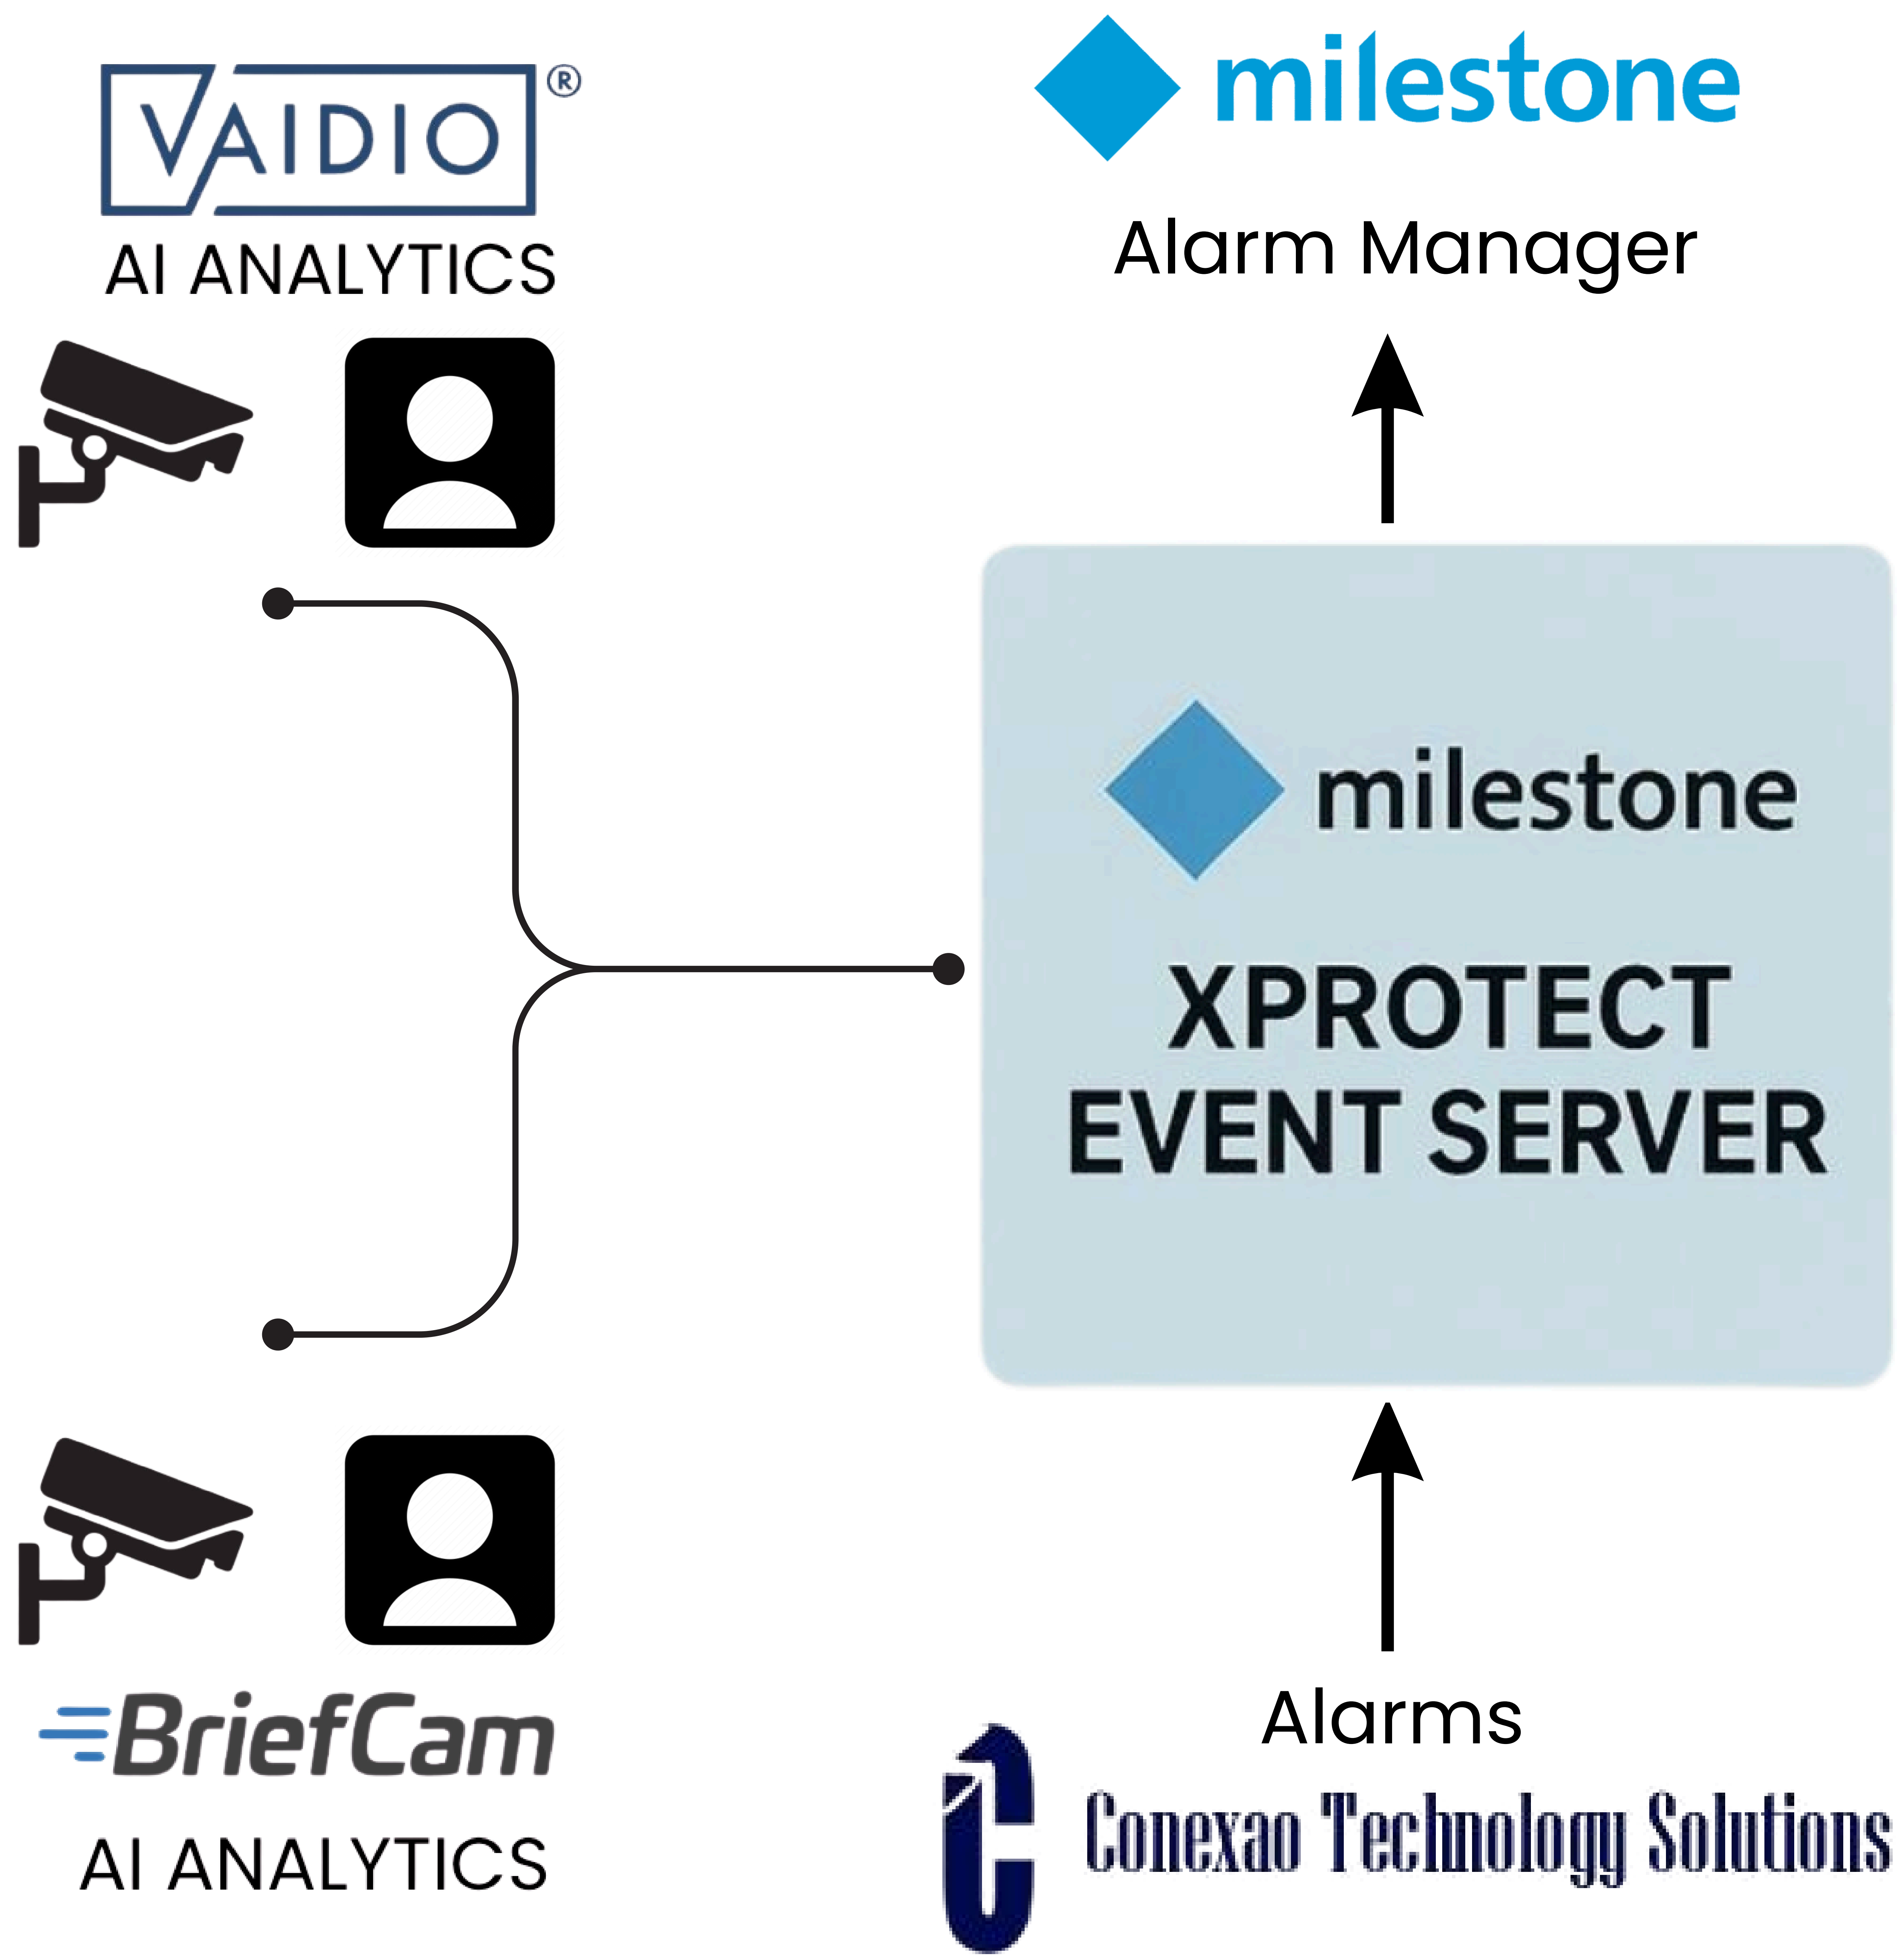 VAIDIO®
AI ANALYTICS
milestone
Alarm Manager
milestone
XPROTECT
EVENT SERVER
BriefCam
AI ANALYTICS
Alarms
Conexao Technology Solutions